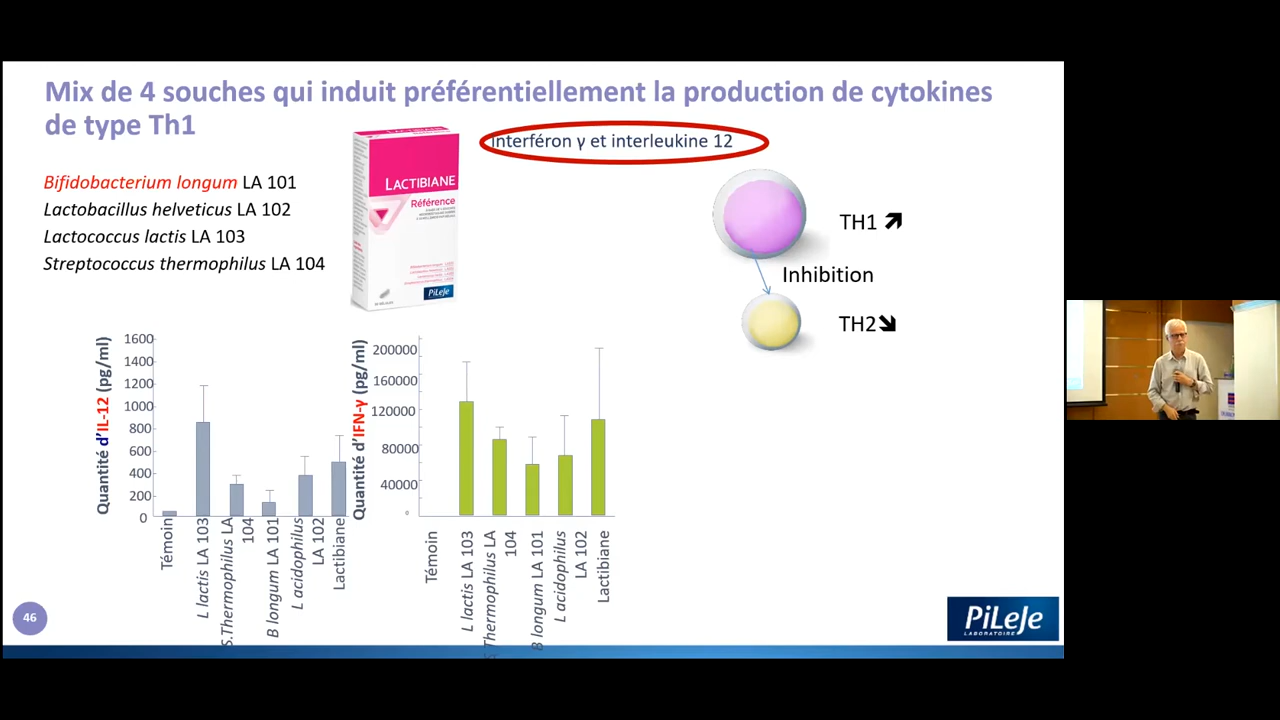 Mix de 4 souches qui induit préférentiellement la production de cytokines
de type Th1
Interféron γ et interleukine 12
Bifidobacterium longum LA 101
Lactobacillus helveticus LA 102
Lactococcus lactis LA 103
Streptococcus thermophilus LA 104
LACTIBIANE
Référence
PiLeJe
TH1
Inhibition
TH2
Quantité d'IL-12 (pg/ml)
1600
1400
1200
1000
800
600
400
200
0
Témoin
L lactis LA 103
S.Thermophilus LA
104
B longum LA 101
L acidophilus
LA 102
Lactibiane
Quantité d'IFN-γ (pg/ml)
200000
160000
120000
80000
40000
0
Témoin
L lactis LA 103
S Thermophilus LA
104
B longum LA 101
L acidophilus
LA 102
Lactibiane
46
PiLeJe
LABORATOIRE